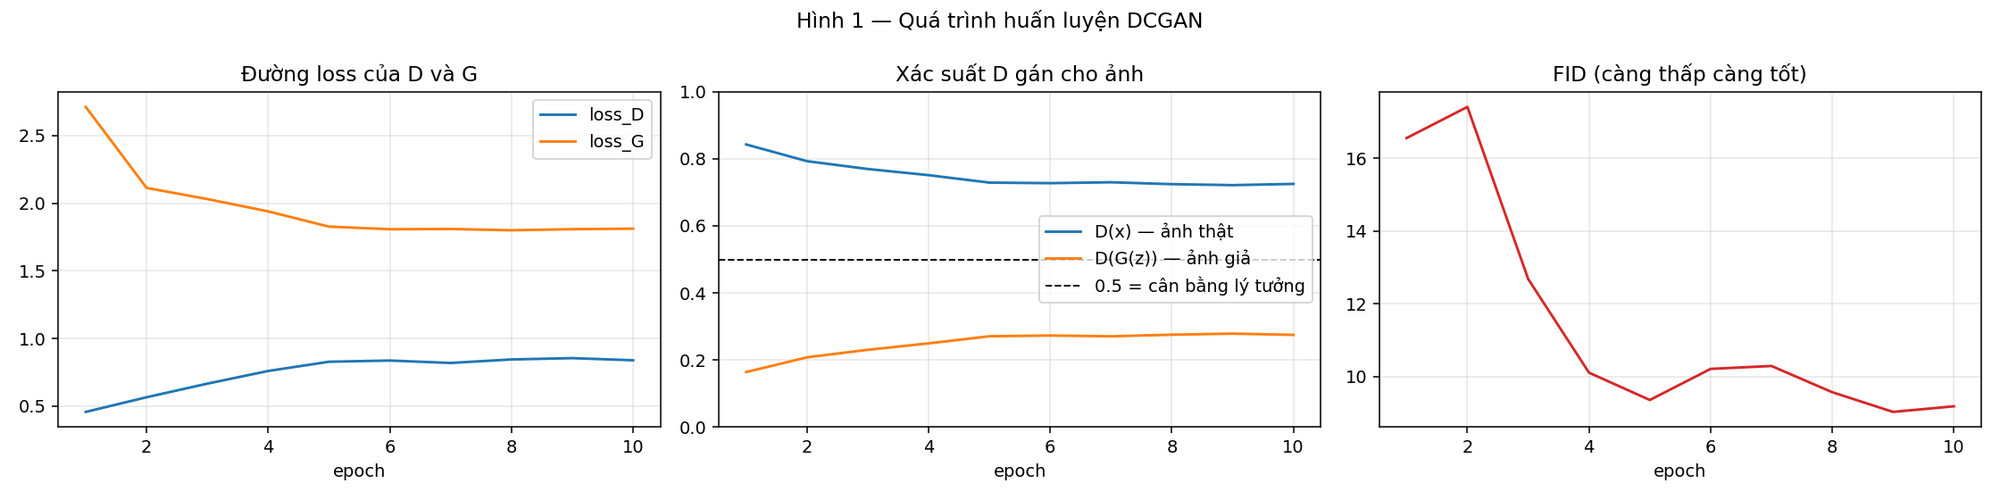 Hình 1 — Quá trình huấn luyện DCGAN
Đường loss của D và G
2.5
2.0
1.5
1.0
0.5
loss_D
loss_G
2 4 6 8 10
epoch
Xác suất D gán cho ảnh
1.0
0.8
0.6
0.4
0.2
0.0
D(x) — ảnh thật
D(G(z)) — ảnh giả
0.5 = cân bằng lý tưởng
2 4 6 8 10
epoch
FID (càng thấp càng tốt)
16
14
12
10
2 4 6 8 10
epoch